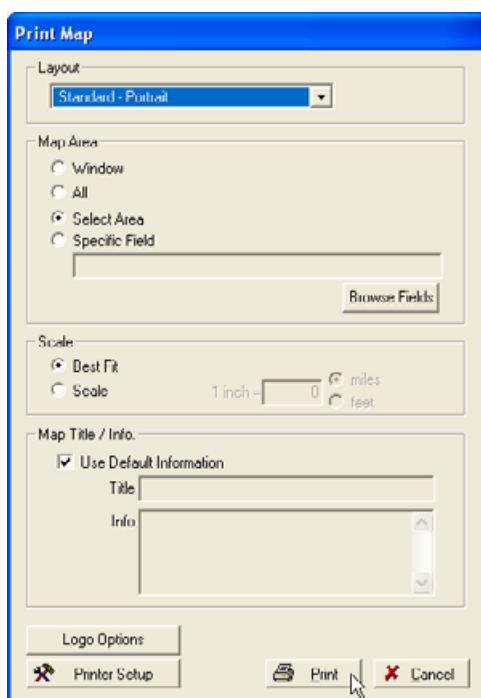 Print Map
Layout
Standard - Portrait
Map Area
Window
All
Select Area
Specific Field
Browse Fields
Scale
Best Fit
Scale 1 inch = 0 miles
feet
Map Title / Info.
Use Default Information
Title
Info
Logo Options
Printer Setup Print Cancel